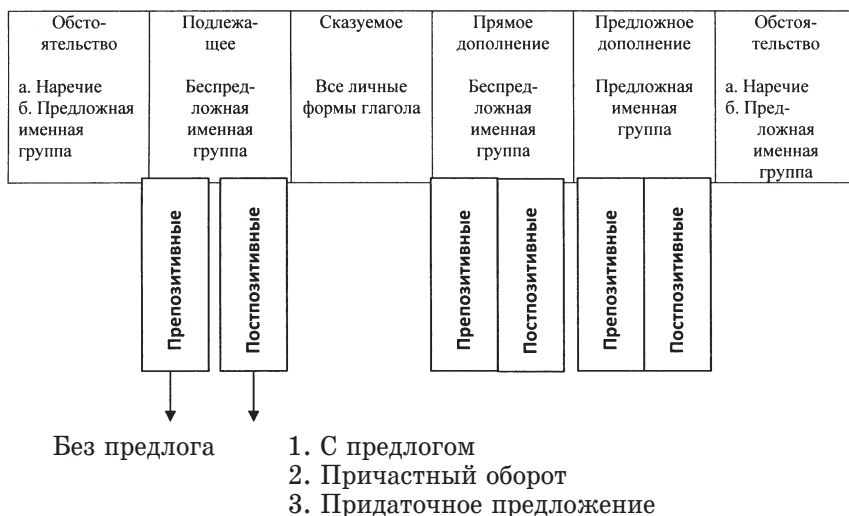 Обсто-
ятельство
а. Наречие
б. Предложная
именная
группа
Подлежа-
щее
Беспред-
ложная
именная
группа
Сказуемое
Все личные
формы глагола
Прямое
дополнение
Беспред-
ложная
именная
группа
Предложное
дополнение
Предложная
именная
группа
Обстоя-
тельство
а. Наречие
б. Пред-
ложная
именная
группа
Препозитивные
Постпозитивные
Препозитивные
Постпозитивные
Препозитивные
Постпозитивные
Без предлога
1. С предлогом
2. Причастный оборот
3. Придаточное предложение